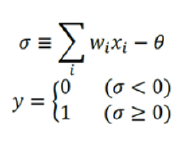 σ ≡ ∑ᵢ wᵢxᵢ − θ
y = {0 (σ < 0)
1 (σ ≥ 0)